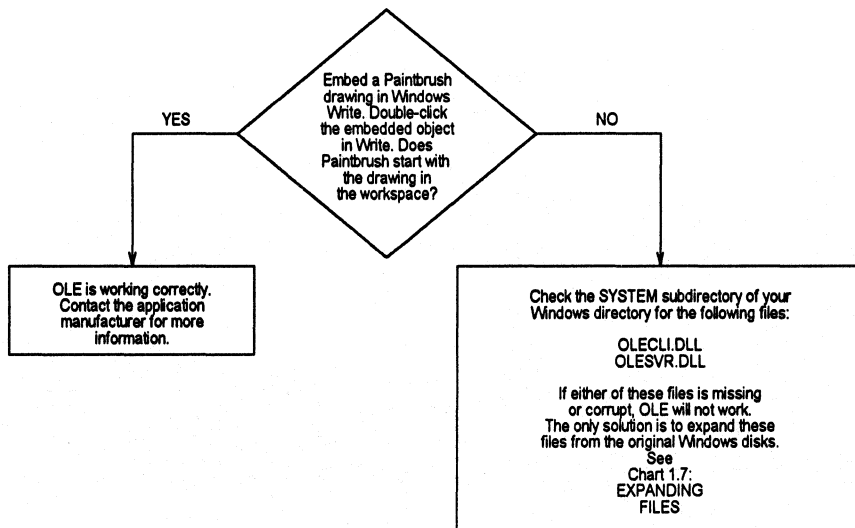 Embed a Paintbrush
drawing in Windows
Write. Double-click
the embedded object
in Write. Does
Paintbrush start with
the drawing in
the workspace?
YES
NO
OLE is working correctly.
Contact the application
manufacturer for more
information.
Check the SYSTEM subdirectory of your
Windows directory for the following files:
OLECLI.DLL
OLESVR.DLL
If either of these files is missing
or corrupt, OLE will not work.
The only solution is to expand these
files from the original Windows disks.
See
Chart 1.7:
EXPANDING
FILES